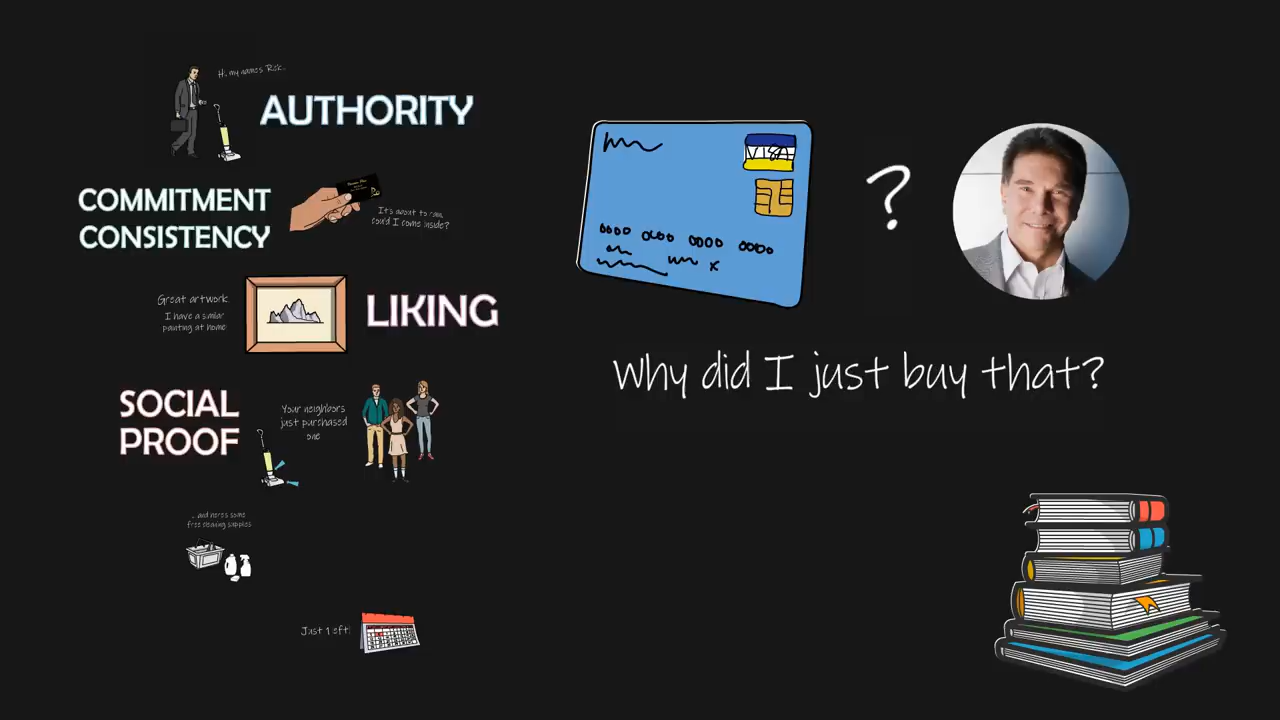 Hi, my names Rick.
AUTHORITY
COMMITMENT
CONSISTENCY
It's about to rain,
could I come inside?
Great artwork
I have a similar
painting at home
LIKING
SOCIAL
PROOF
Your neighbors
just purchased
one
...and here's some
free cleaning supplies
Just 1 left!
?
Why did I just buy that?